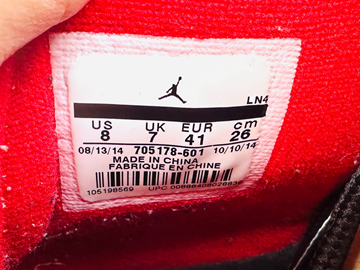 LN4
US UK EUR cm
8 7 41 26
08/13/14 705178-601 10/10/14
MADE IN CHINA
FABRIQUE EN CHINE
105198569 UPC